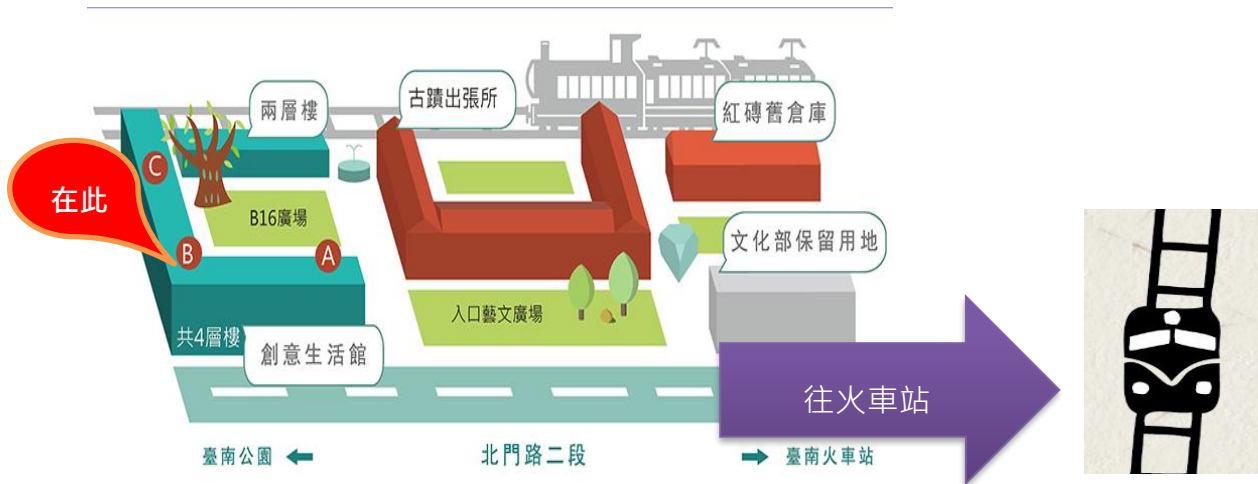 兩層樓
古蹟出張所
紅磚舊倉庫
C
在此
B16廣場
B
A
文化部保留用地
入口藝文廣場
共4層樓
創意生活館
往火車站
臺南公園 ←
北門路二段
→ 臺南火車站